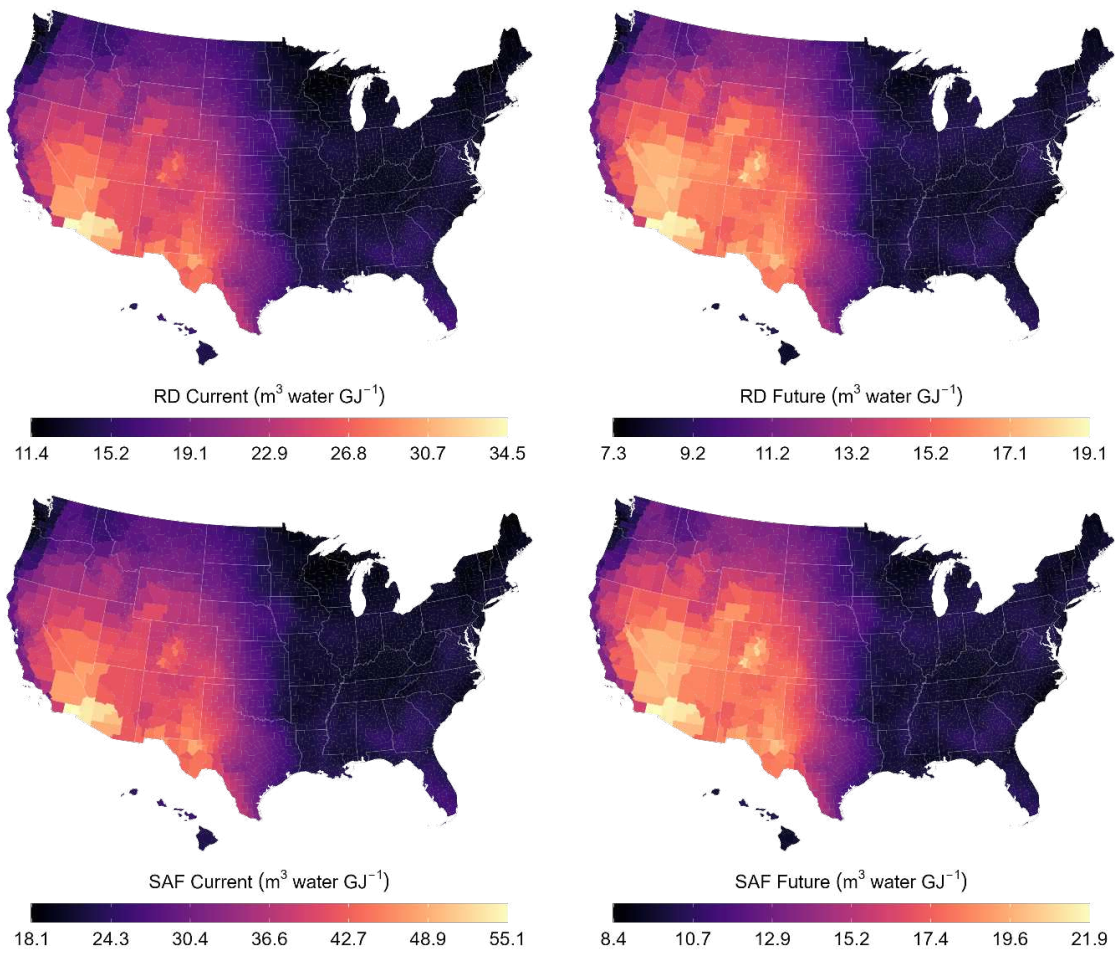 RD Current (m³ water GJ⁻¹)
11.4 15.2 19.1 22.9 26.8 30.7 34.5
RD Future (m³ water GJ⁻¹)
7.3 9.2 11.2 13.2 15.2 17.1 19.1
SAF Current (m³ water GJ⁻¹)
18.1 24.3 30.4 36.6 42.7 48.9 55.1
SAF Future (m³ water GJ⁻¹)
8.4 10.7 12.9 15.2 17.4 19.6 21.9